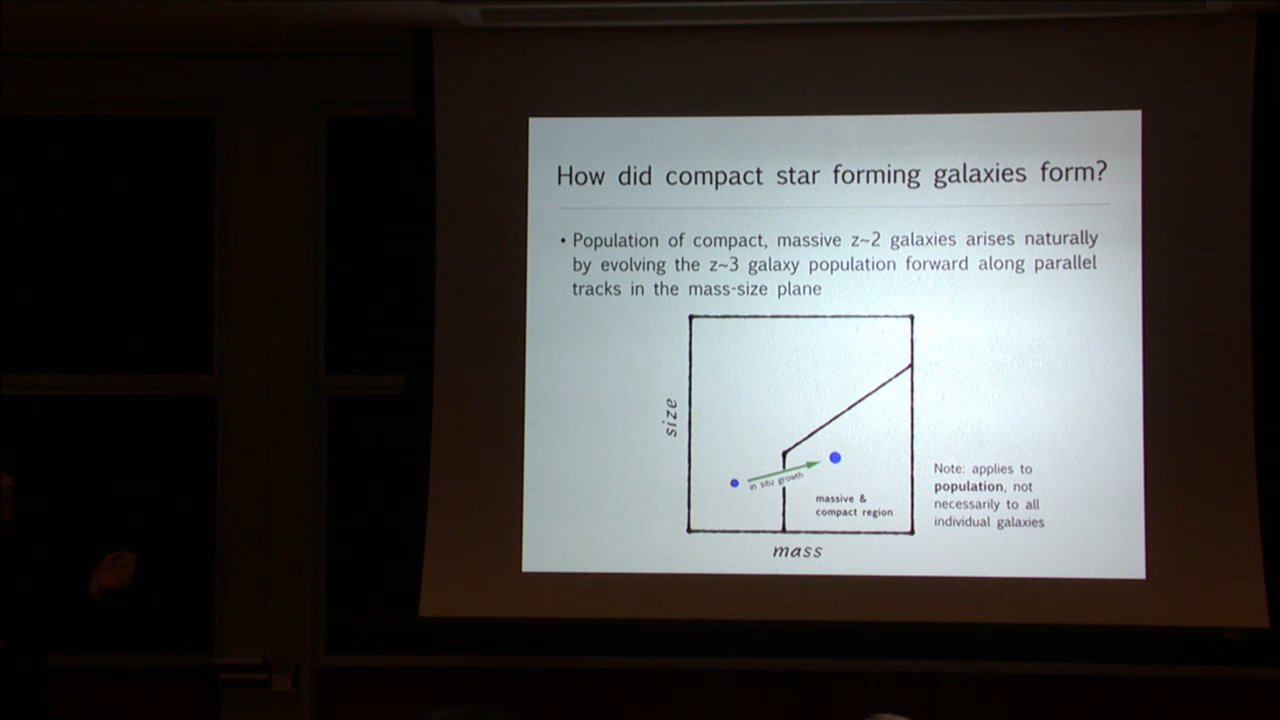 How did compact star forming galaxies form?
• Population of compact, massive z~2 galaxies arises naturally
by evolving the z~3 galaxy population forward along parallel
tracks in the mass-size plane
size
in situ growth
massive &
compact region
mass
Note: applies to
population, not
necessarily to all
individual galaxies